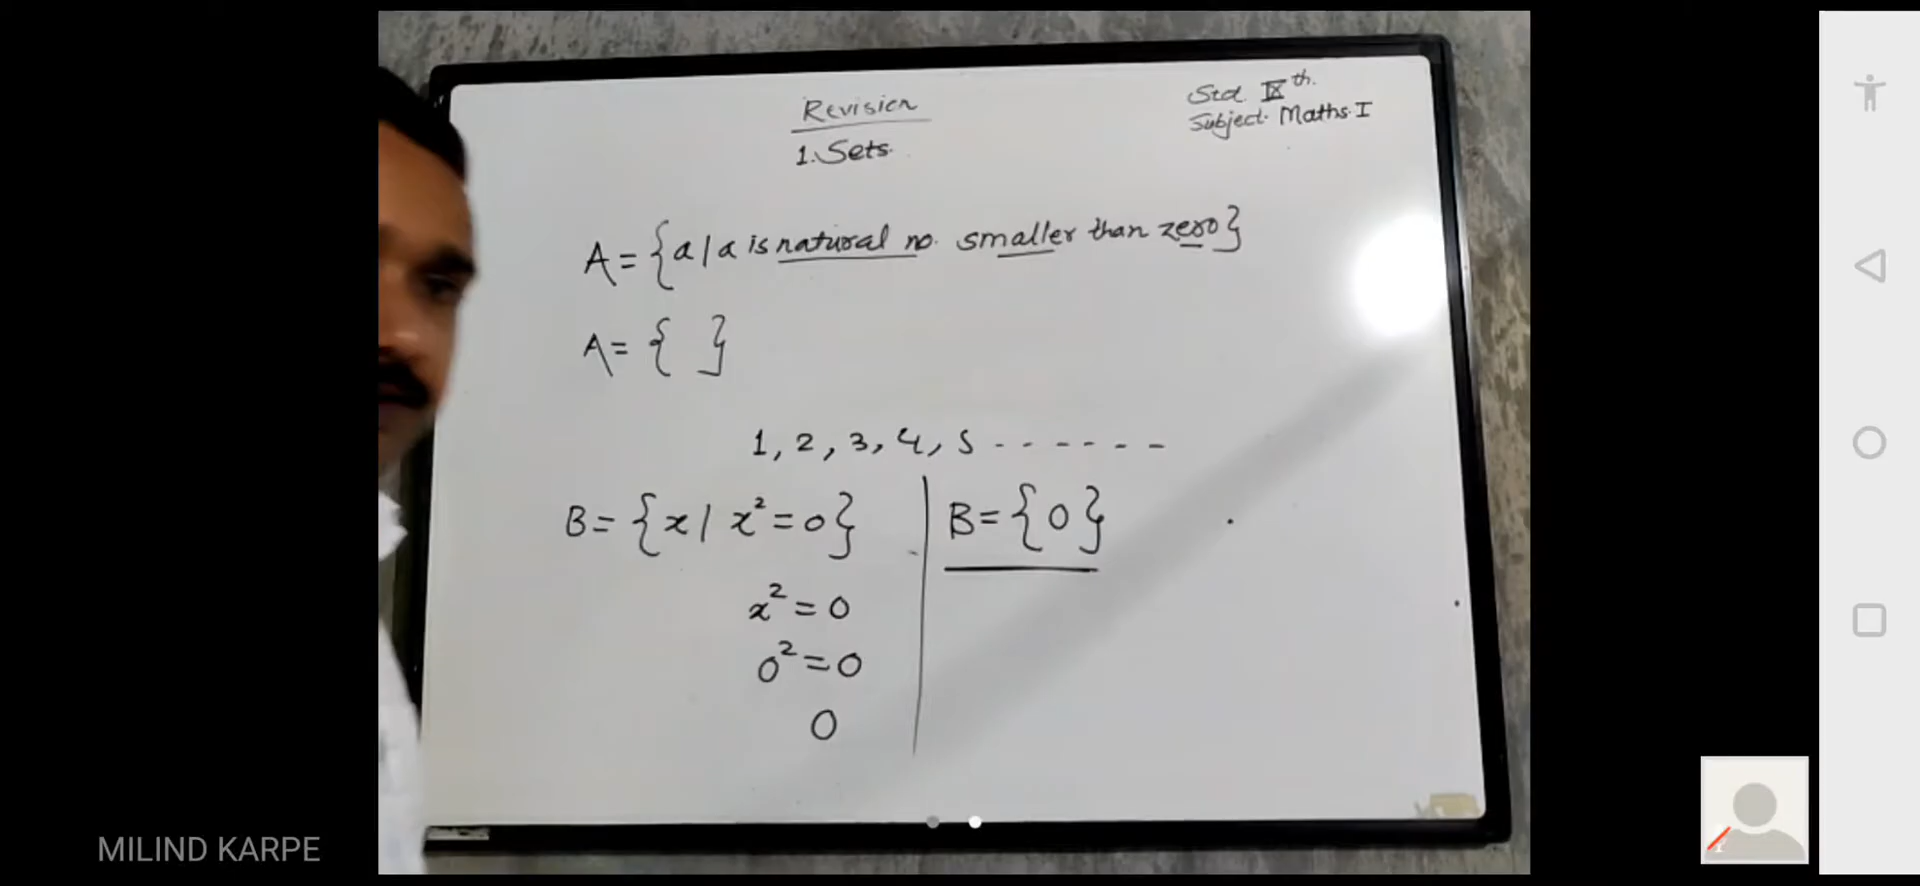 Revision
1. Sets.
Std IXth.
Subject. Maths. I
A = {a / a is natural no. smaller than zero}
A = { }
1, 2, 3, 4, 5 - - - - - -
B = {x / x² = 0}
B = {0}
x² = 0
0² = 0
0
MILIND KARPE